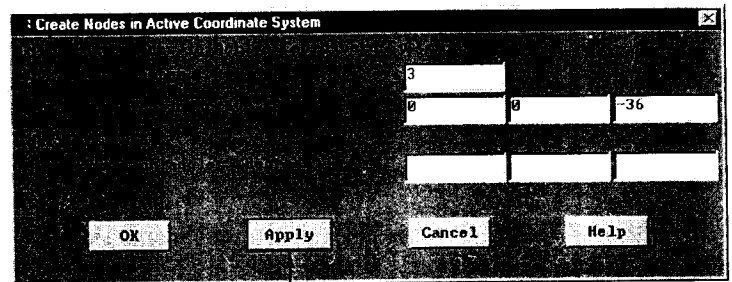 : Create Nodes in Active Coordinate System
3
0 0 -36
OK Apply Cancel Help